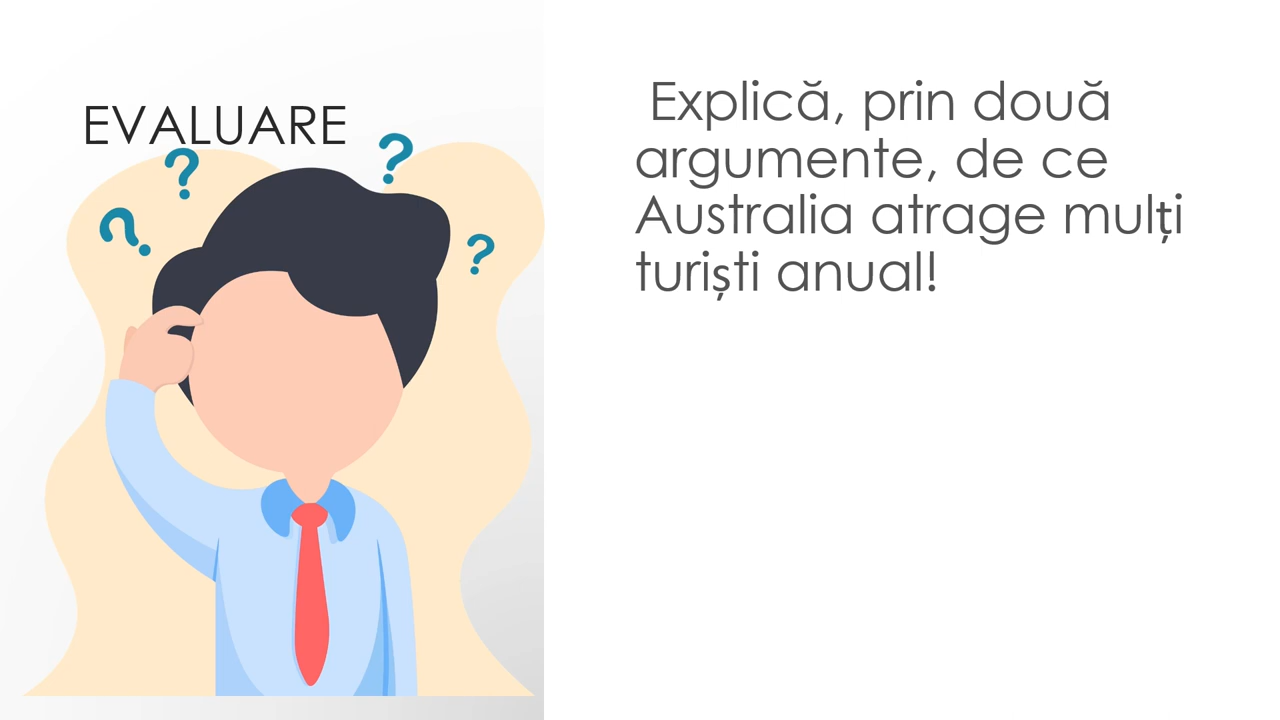 EVALUARE
Explică, prin două
argumente, de ce
Australia atrage mulți
turiști anual!